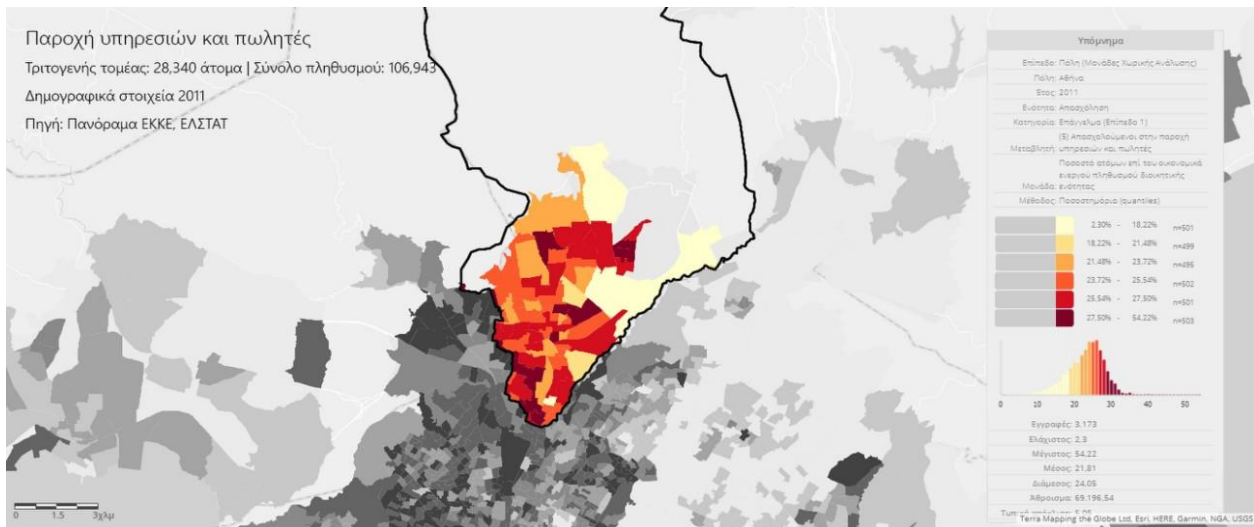 Παροχή υπηρεσιών και πωλητές
Τριτογενής τομέας: 28,340 άτομα | Σύνόλο πληθυσμού: 106,943
Δημογραφικά στοιχεία 2011
Πηγή: Πανόραμα ΕΚΚΕ, ΕΛΣΤΑΤ
Υπόμνημα
Επίπεδο: Πόλη (Μονάδες Χωρικής Ανάλυσης)
Πόλη: Αθήνα
Έτος: 2011
Ενότητα: Απασχόληση
Κατηγορία: Επάγγελμα (Επίπεδο 1)
(5) Απασχολούμενοι στην παροχή
Μεταβλητή: υπηρεσιών και πωλητές
Ποσοστό ατόμων επί του οικονομικά
ενεργού πληθυσμού διοικητικής
Μονάδα: ενότητας
Μέθοδος: Ποσοστημόρια (quantiles)
2,30% - 18,22% n=501
18,22% - 21,48% n=499
21,48% - 23,72% n=495
23,72% - 25,54% n=502
25,54% - 27,50% n=501
27,50% - 54,22% n=503
0 10 20 30 40 50
Εγγραφές: 3,173
Ελάχιστος: 2,3
Μέγιστος: 54,22
Μέσος: 21,81
Διάμεσος: 24,05
Άθροισμα: 69.196,54
0 1.5 3χλμ
Terra Mapping the Globe Ltd, Esri, HERE, Garmin, NGA, USGS